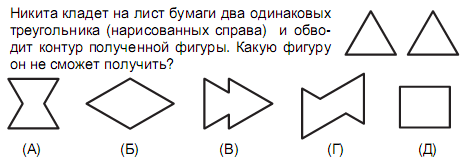 Никита кладет на лист бумаги два одинаковых
треугольника (нарисованных справа) и обво-
дит контур полученной фигуры. Какую фигуру
он не сможет получить?
(А) (Б) (В) (Г) (Д)